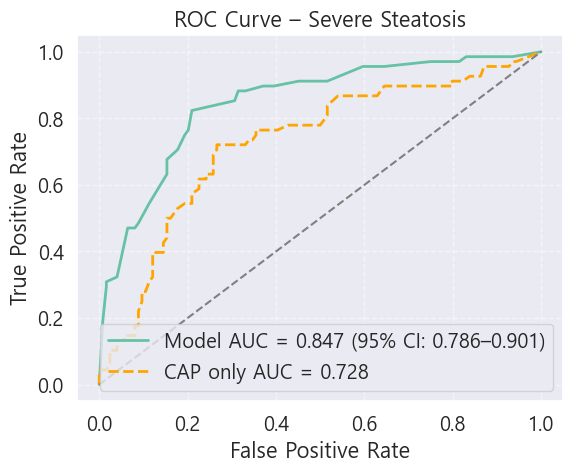 ROC Curve – Severe Steatosis
True Positive Rate
1.0
0.8
0.6
0.4
0.2
0.0
Model AUC = 0.847 (95% CI: 0.786–0.901)
CAP only AUC = 0.728
0.0 0.2 0.4 0.6 0.8 1.0
False Positive Rate